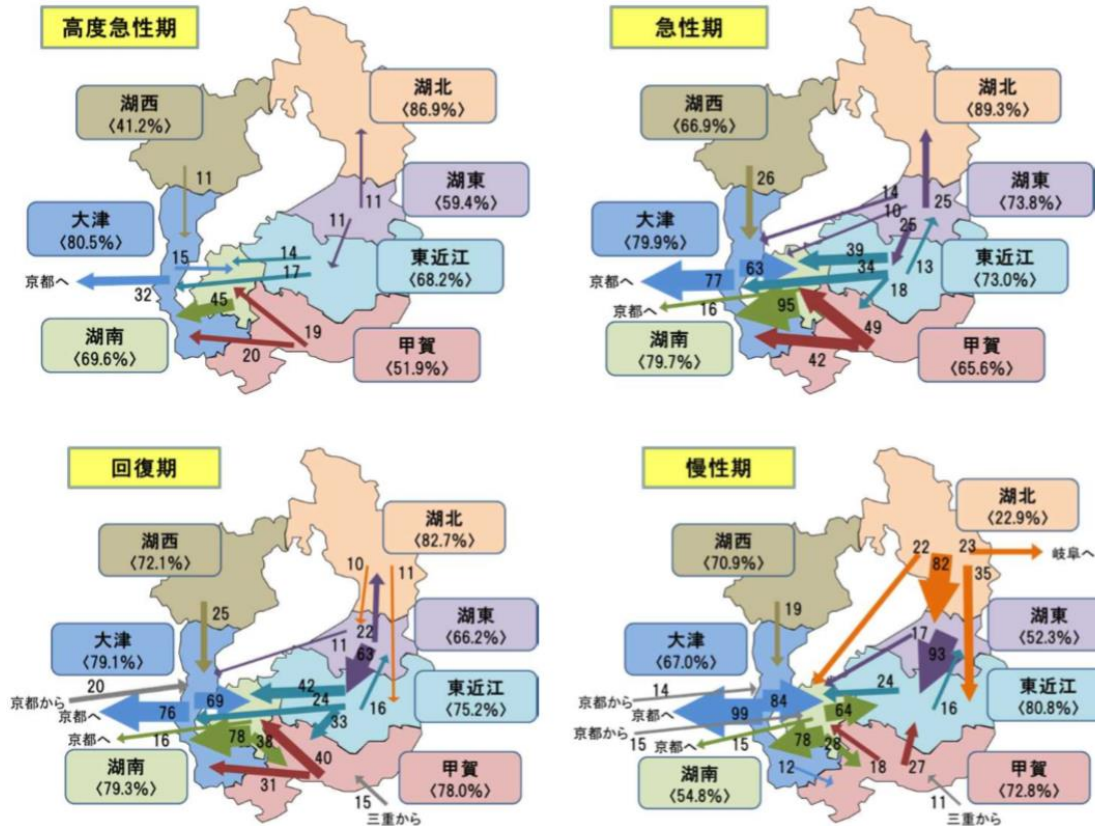 高度急性期
湖西
〈41.2%〉
湖北
〈86.9%〉
11
11
湖東
〈59.4%〉
大津
〈80.5%〉
11
15
14
17
東近江
〈68.2%〉
京都へ
32
45
湖南
〈69.6%〉
19
20
甲賀
〈51.9%〉
急性期
湖北
〈89.3%〉
湖西
〈66.9%〉
26
14
10
25
25
湖東
〈73.8%〉
大津
〈79.9%〉
39
34
63
77
13
18
東近江
〈73.0%〉
京都へ
京都へ
16
95
湖南
〈79.7%〉
49
42
甲賀
〈65.6%〉
回復期
湖北
〈82.7%〉
湖西
〈72.1%〉
10
11
25
22
11
63
湖東
〈66.2%〉
大津
〈79.1%〉
20
京都から
京都へ
69
76
42
24
33
16
東近江
〈75.2%〉
京都へ
16
78
38
湖南
〈79.3%〉
40
31
甲賀
〈78.0%〉
15
三重から
慢性期
湖北
〈22.9%〉
湖西
〈70.9%〉
22
82
23
岐阜へ
35
19
17
93
湖東
〈52.3%〉
大津
〈67.0%〉
京都から
14
京都へ
84
99
24
64
16
東近江
〈80.8%〉
京都から
15
京都へ
15
78
28
湖南
〈54.8%〉
12
18
27
甲賀
〈72.8%〉
11
三重から